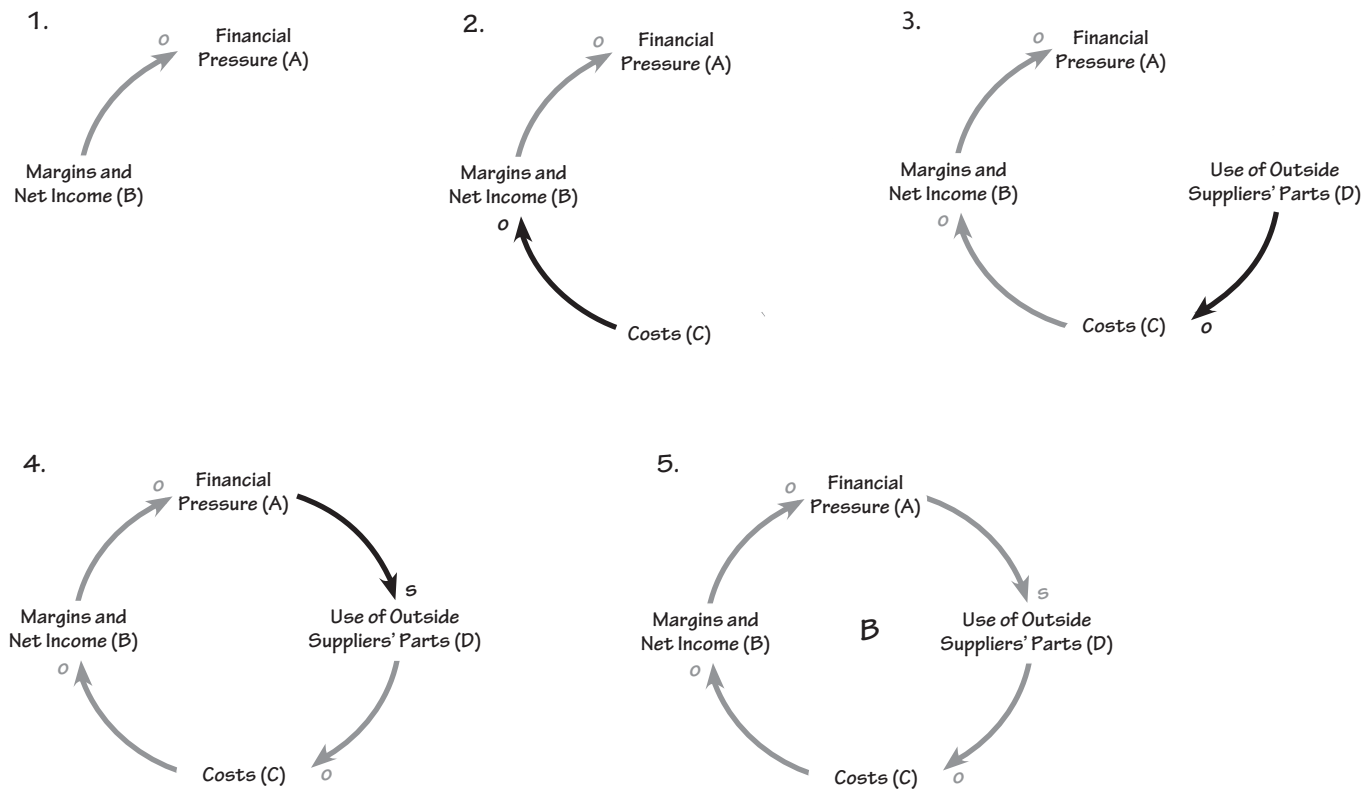 1.
o
Financial
Pressure (A)
Margins and
Net Income (B)
2.
o
Financial
Pressure (A)
Margins and
Net Income (B)
o
Costs (C)
3.
o
Financial
Pressure (A)
Margins and
Net Income (B)
o
Use of Outside
Suppliers' Parts (D)
Costs (C)
o
4.
o
Financial
Pressure (A)
s
Margins and
Net Income (B)
o
Use of Outside
Suppliers' Parts (D)
Costs (C)
o
5.
o
Financial
Pressure (A)
s
Margins and
Net Income (B)
o
B
Use of Outside
Suppliers' Parts (D)
Costs (C)
o